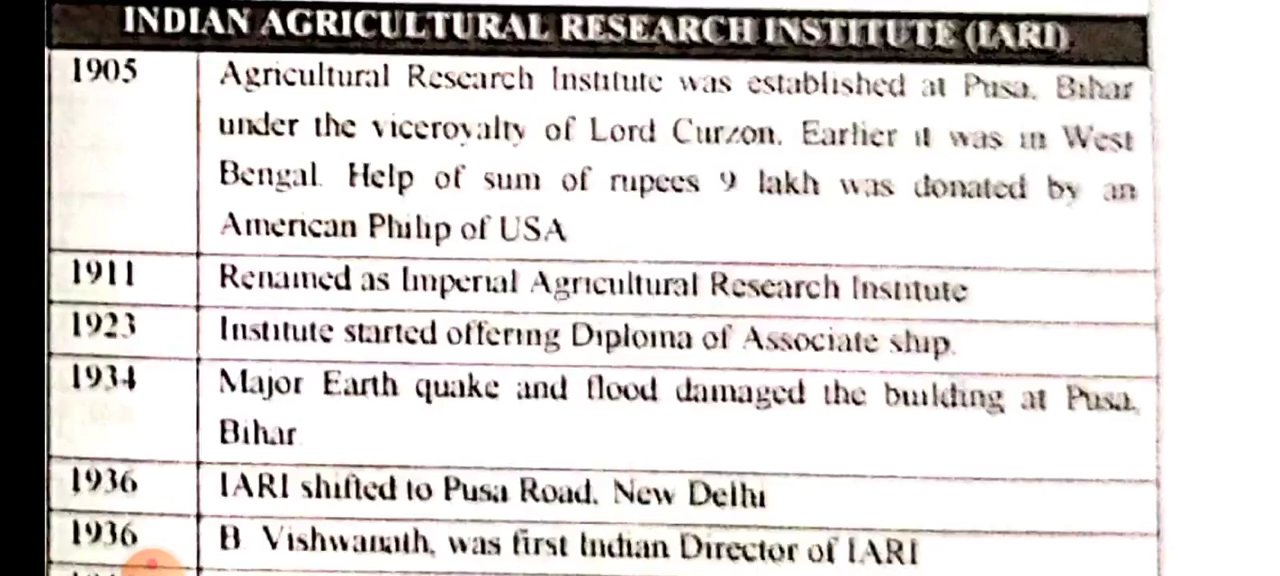 INDIAN AGRICULTURAL RESEARCH INSTITUTE (IARI)
1905 Agricultural Research Institute was established at Pusa, Bihar
under the viceroyalty of Lord Curzon. Earlier it was in West
Bengal. Help of sum of rupees 9 lakh was donated by an
American Philip of USA
1911 Renamed as Imperial Agricultural Research Institute
1923 Institute started offering Diploma of Associate ship.
1934 Major Earth quake and flood damaged the building at Pusa,
Bihar
1936 IARI shifted to Pusa Road, New Delhi
1936 B. Vishwanath, was first Indian Director of IARI